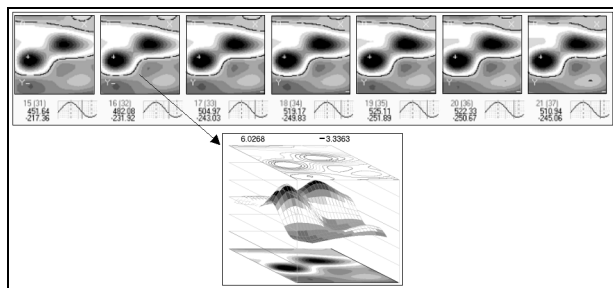 15 (31) 16 (32) 17 (33) 18 (34) 19 (35) 20 (36) 21 (37)
451.64 482.08 504.97 519.17 525.11 522.33 510.94
-217.36 -231.92 -243.03 -249.83 -251.89 -250.67 -245.06
6.0268 -3.3363